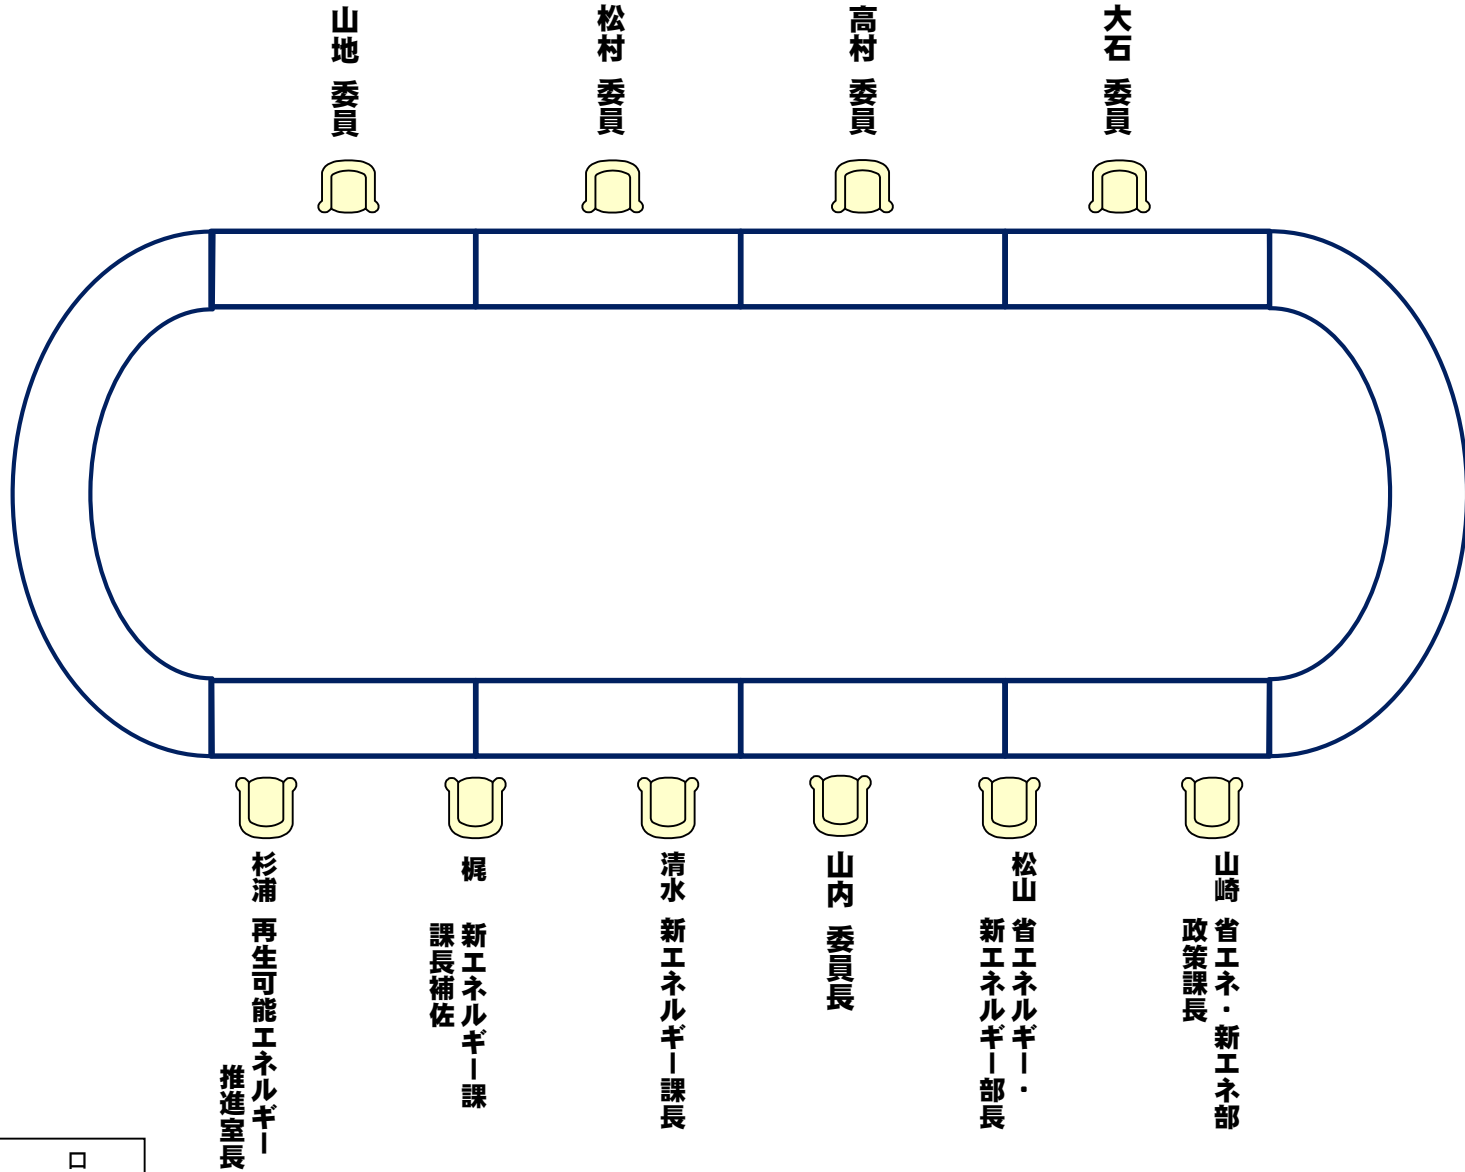 山地 委員
松村 委員
高村 委員
大石 委員
杉浦 再生可能エネルギー
推進室長
梶 新エネルギー課
課長補佐
清水 新エネルギー課長
山内 委員長
松山 省エネルギー・
新エネルギー部長
山崎 省エネ・新エネ部
政策課長
口